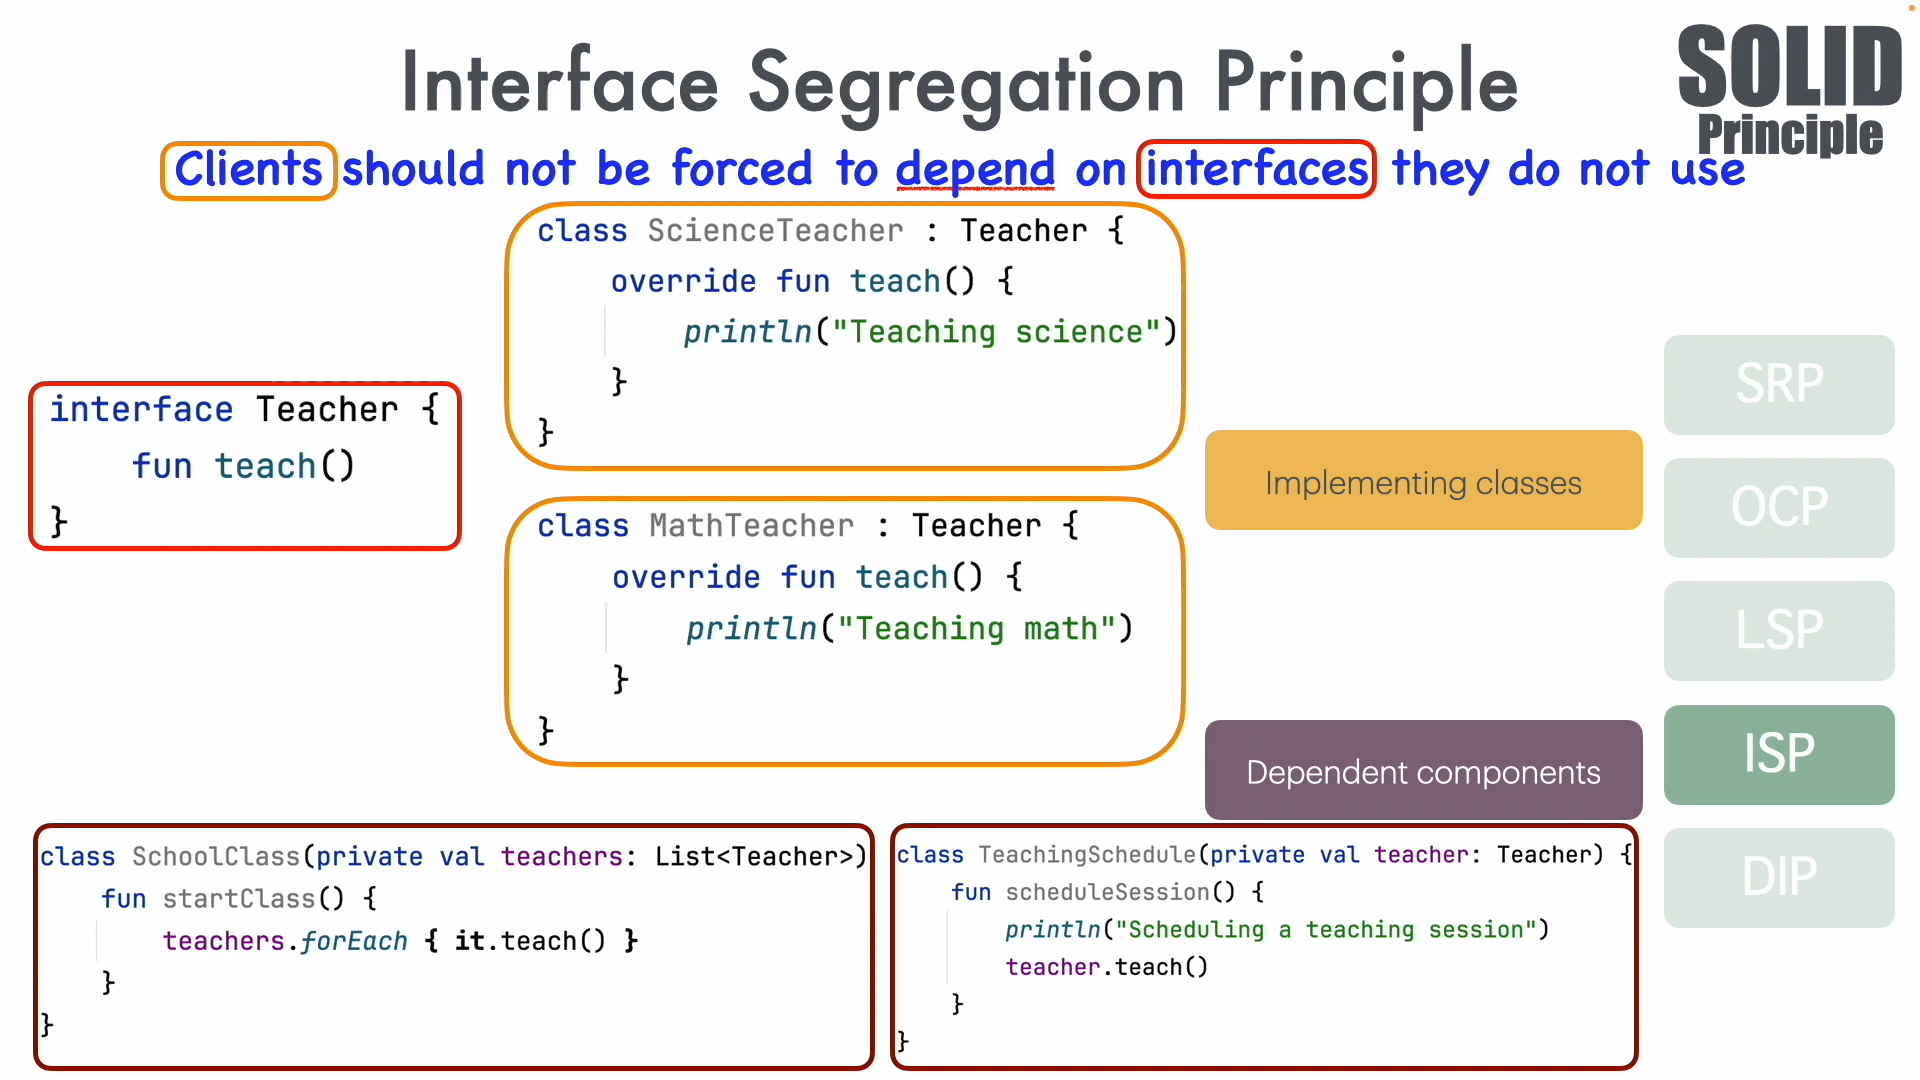 Interface Segregation Principle
SOLID
Principle
Clients should not be forced to depend on interfaces they do not use
class ScienceTeacher : Teacher {
override fun teach() {
println("Teaching science")
}
}
interface Teacher {
fun teach()
}
class MathTeacher : Teacher {
override fun teach() {
println("Teaching math")
}
}
Implementing classes
Dependent components
SRP
OCP
LSP
ISP
DIP
class SchoolClass(private val teachers: List<Teacher>)
fun startClass() {
teachers.forEach { it.teach() }
}
}
class TeachingSchedule(private val teacher: Teacher) {
fun scheduleSession() {
println("Scheduling a teaching session")
teacher.teach()
}
}